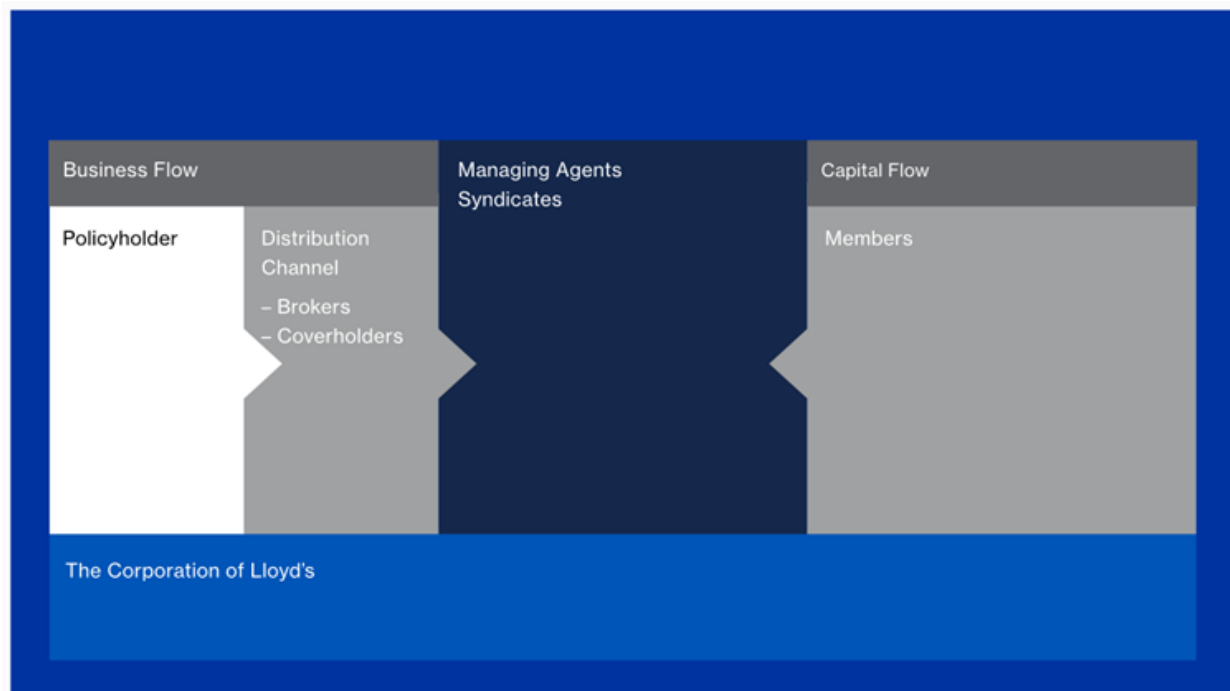 Business Flow
Managing Agents
Syndicates
Capital Flow
Policyholder
Distribution
Channel
– Brokers
– Coverholders
Members
The Corporation of Lloyd’s